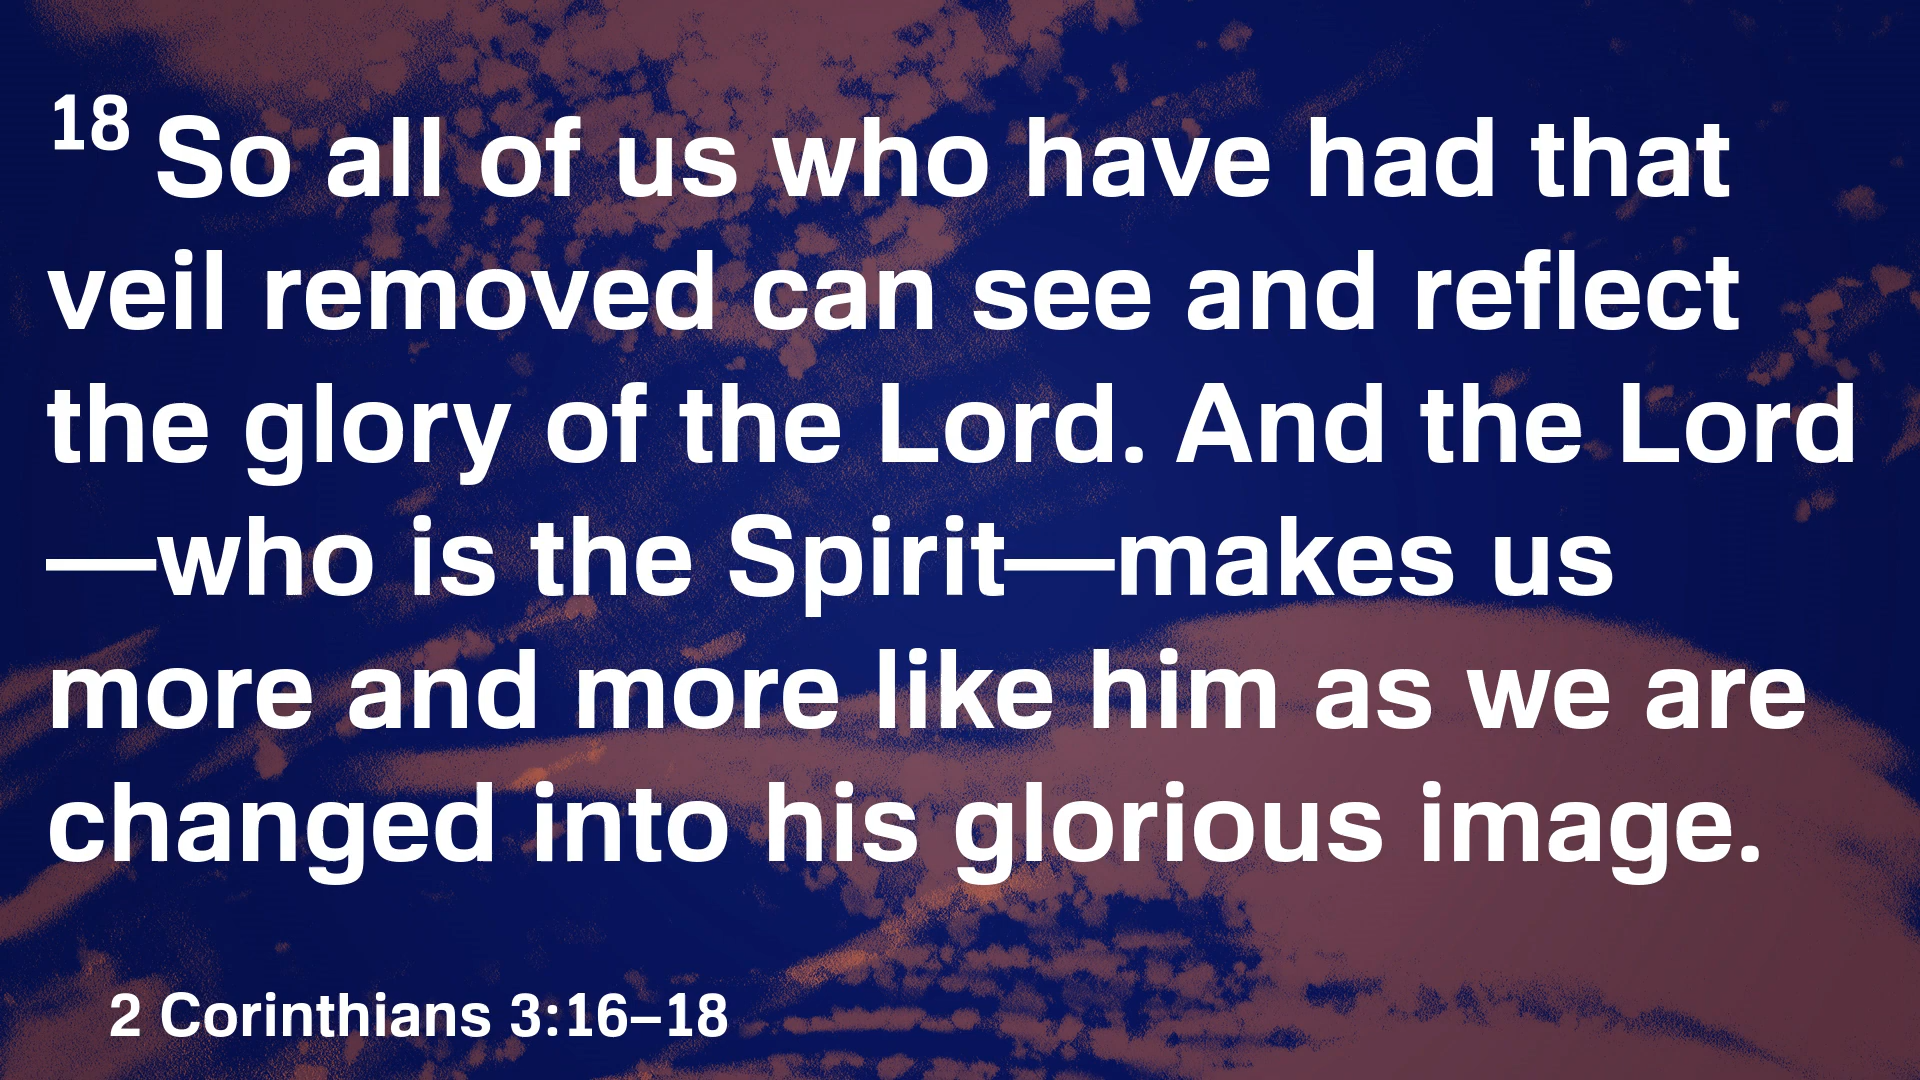 18 So all of us who have had that
veil removed can see and reflect
the glory of the Lord. And the Lord
—who is the Spirit—makes us
more and more like him as we are
changed into his glorious image.
2 Corinthians 3:16–18